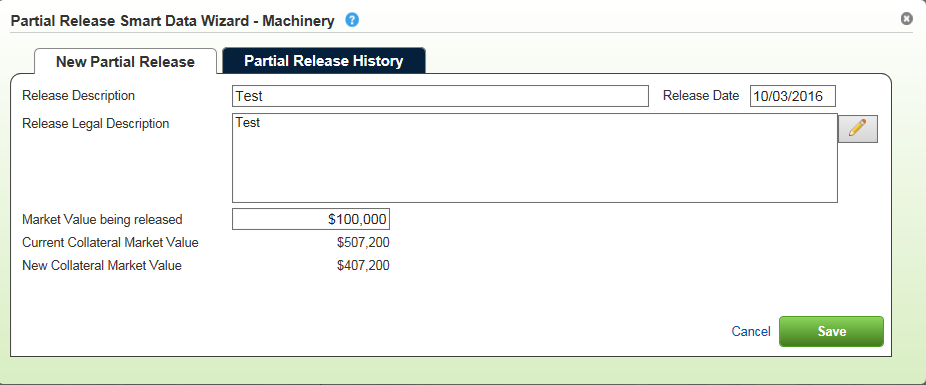 Partial Release Smart Data Wizard - Machinery ?
New Partial Release Partial Release History
Release Description Test Release Date 10/03/2016
Release Legal Description Test
Market Value being released $100,000
Current Collateral Market Value $507,200
New Collateral Market Value $407,200
Cancel Save